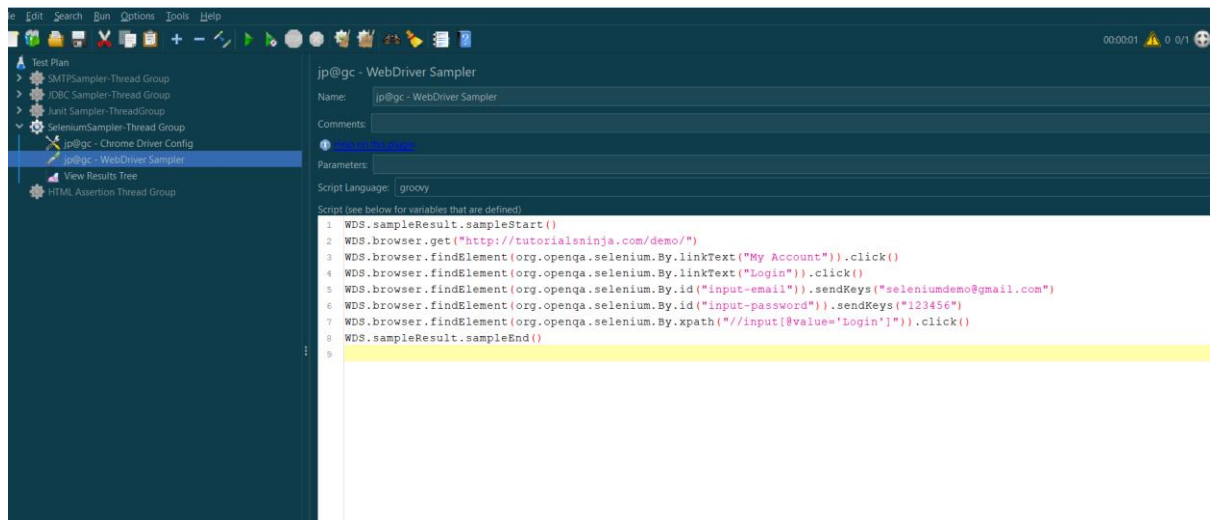 le Edit Search Run Options Tools Help
00:00:01 0 0/1
Test Plan
SMTPSampler-Thread Group
JDBC Sampler-Thread Group
Junit Sampler-ThreadGroup
SeleniumSampler-Thread Group
jp@gc - Chrome Driver Config
jp@gc - WebDriver Sampler
View Results Tree
HTML Assertion Thread Group
jp@gc - WebDriver Sampler
Name: jp@gc - WebDriver Sampler
Comments:
Help on this plugin
Parameters:
Script Language: groovy
Script (see below for variables that are defined)
1 WDS.sampleResult.sampleStart()
2 WDS.browser.get("http://tutorialsninja.com/demo/")
3 WDS.browser.findElement(org.openqa.selenium.By.linkText("My Account")).click()
4 WDS.browser.findElement(org.openqa.selenium.By.linkText("Login")).click()
5 WDS.browser.findElement(org.openqa.selenium.By.id("input-email")).sendKeys("seleniumdemo@gmail.com")
6 WDS.browser.findElement(org.openqa.selenium.By.id("input-password")).sendKeys("123456")
7 WDS.browser.findElement(org.openqa.selenium.By.xpath("//input[@value='Login']")).click()
8 WDS.sampleResult.sampleEnd()
9